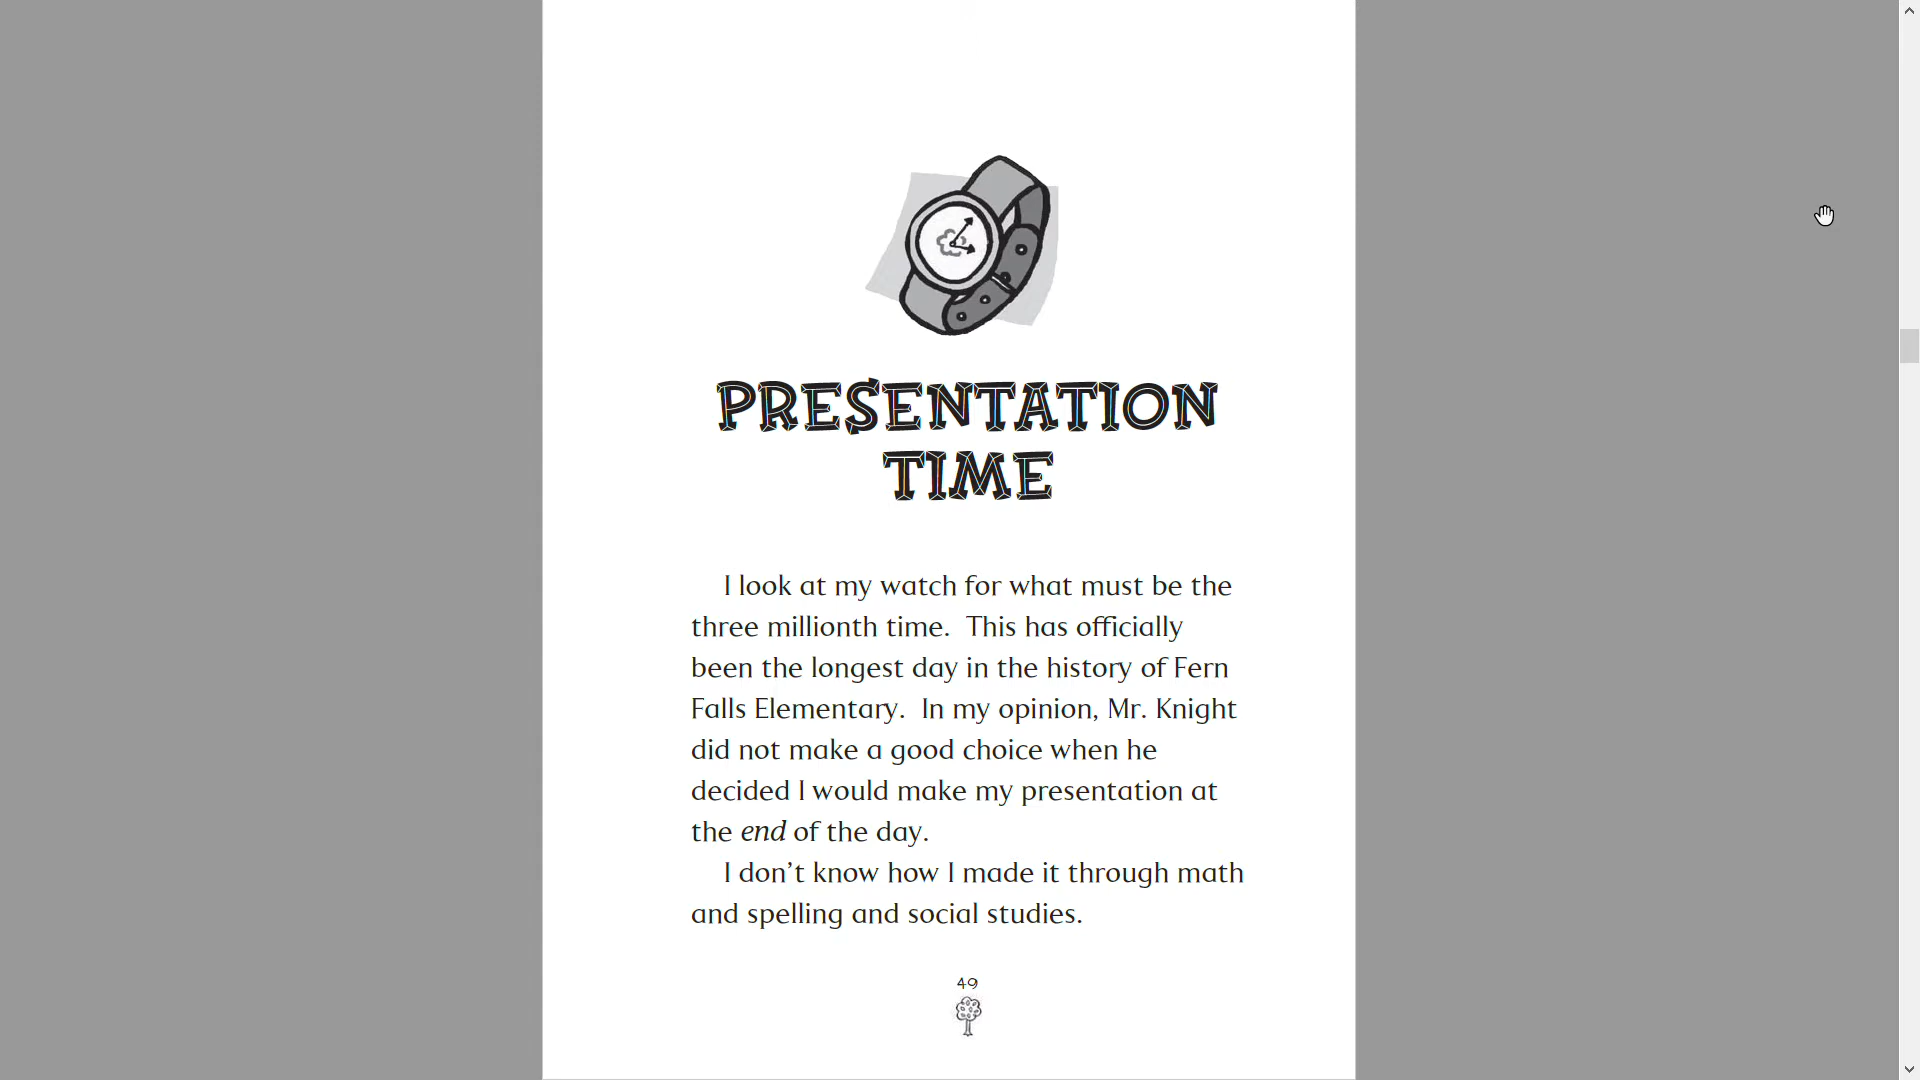 PRESENTATION
TIME
I look at my watch for what must be the
three millionth time. This has officially
been the longest day in the history of Fern
Falls Elementary. In my opinion, Mr. Knight
did not make a good choice when he
decided I would make my presentation at
the end of the day.
I don’t know how I made it through math
and spelling and social studies.
49